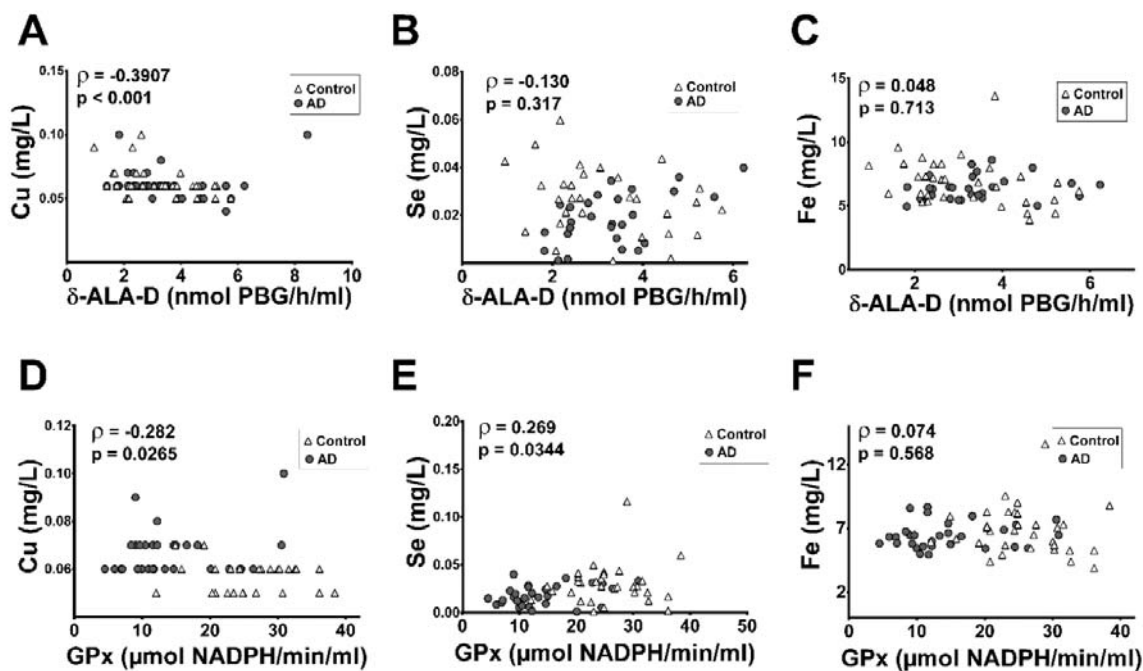 A
ρ = -0.3907
p < 0.001
Control
AD
Cu (mg/L)
0.15
0.10
0.05
0 2 4 6 8 10
δ-ALA-D (nmol PBG/h/ml)
B
ρ = -0.130
p = 0.317
Control
AD
Se (mg/L)
0.08
0.06
0.04
0.02
0 2 4 6
δ-ALA-D (nmol PBG/h/ml)
C
ρ = 0.048
p = 0.713
Control
AD
Fe (mg/L)
15
10
5
0
2 4 6
δ-ALA-D (nmol PBG/h/ml)
D
ρ = -0.282
p = 0.0265
Control
AD
Cu (mg/L)
0.12
0.10
0.08
0.06
0 10 20 30 40
GPx (µmol NADPH/min/ml)
E
ρ = 0.269
p = 0.0344
Control
AD
Se (mg/L)
0.20
0.15
0.10
0.05
0.00
0 10 20 30 40 50
GPx (µmol NADPH/min/ml)
F
ρ = 0.074
p = 0.568
Control
AD
Fe (mg/L)
12
7
2
0 10 20 30 40
GPx (µmol NADPH/min/ml)